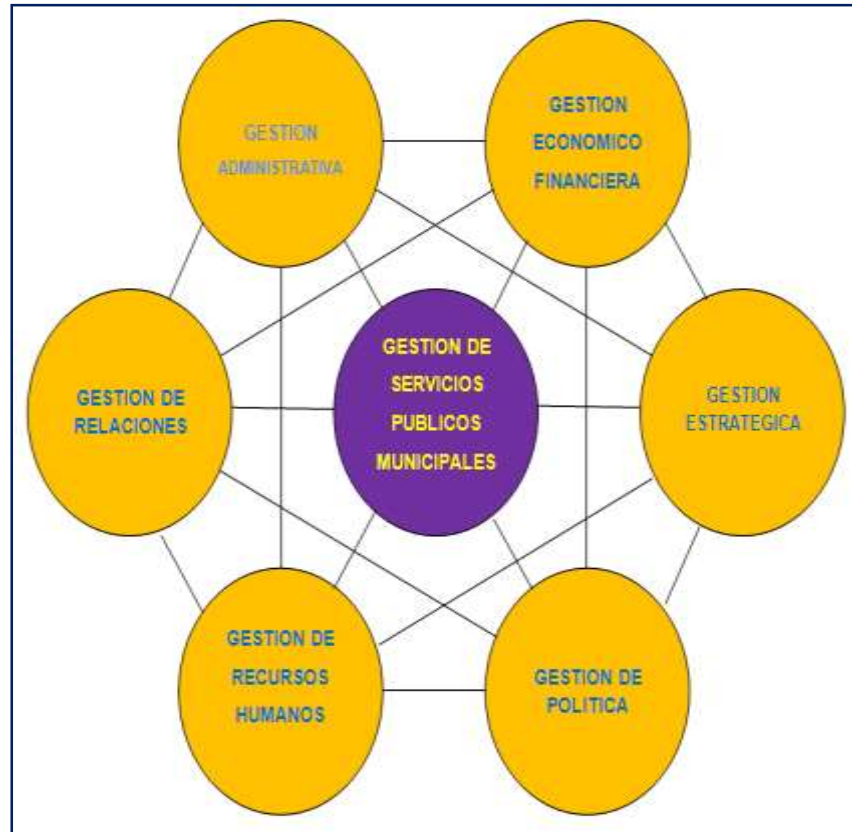 GESTION
ADMINISTRATIVA
GESTION
ECONOMICO
FINANCIERA
GESTION DE
RELACIONES
GESTION DE
SERVICIOS
PUBLICOS
MUNICIPALES
GESTION
ESTRATEGICA
GESTION DE
RECURSOS
HUMANOS
GESTION DE
POLITICA